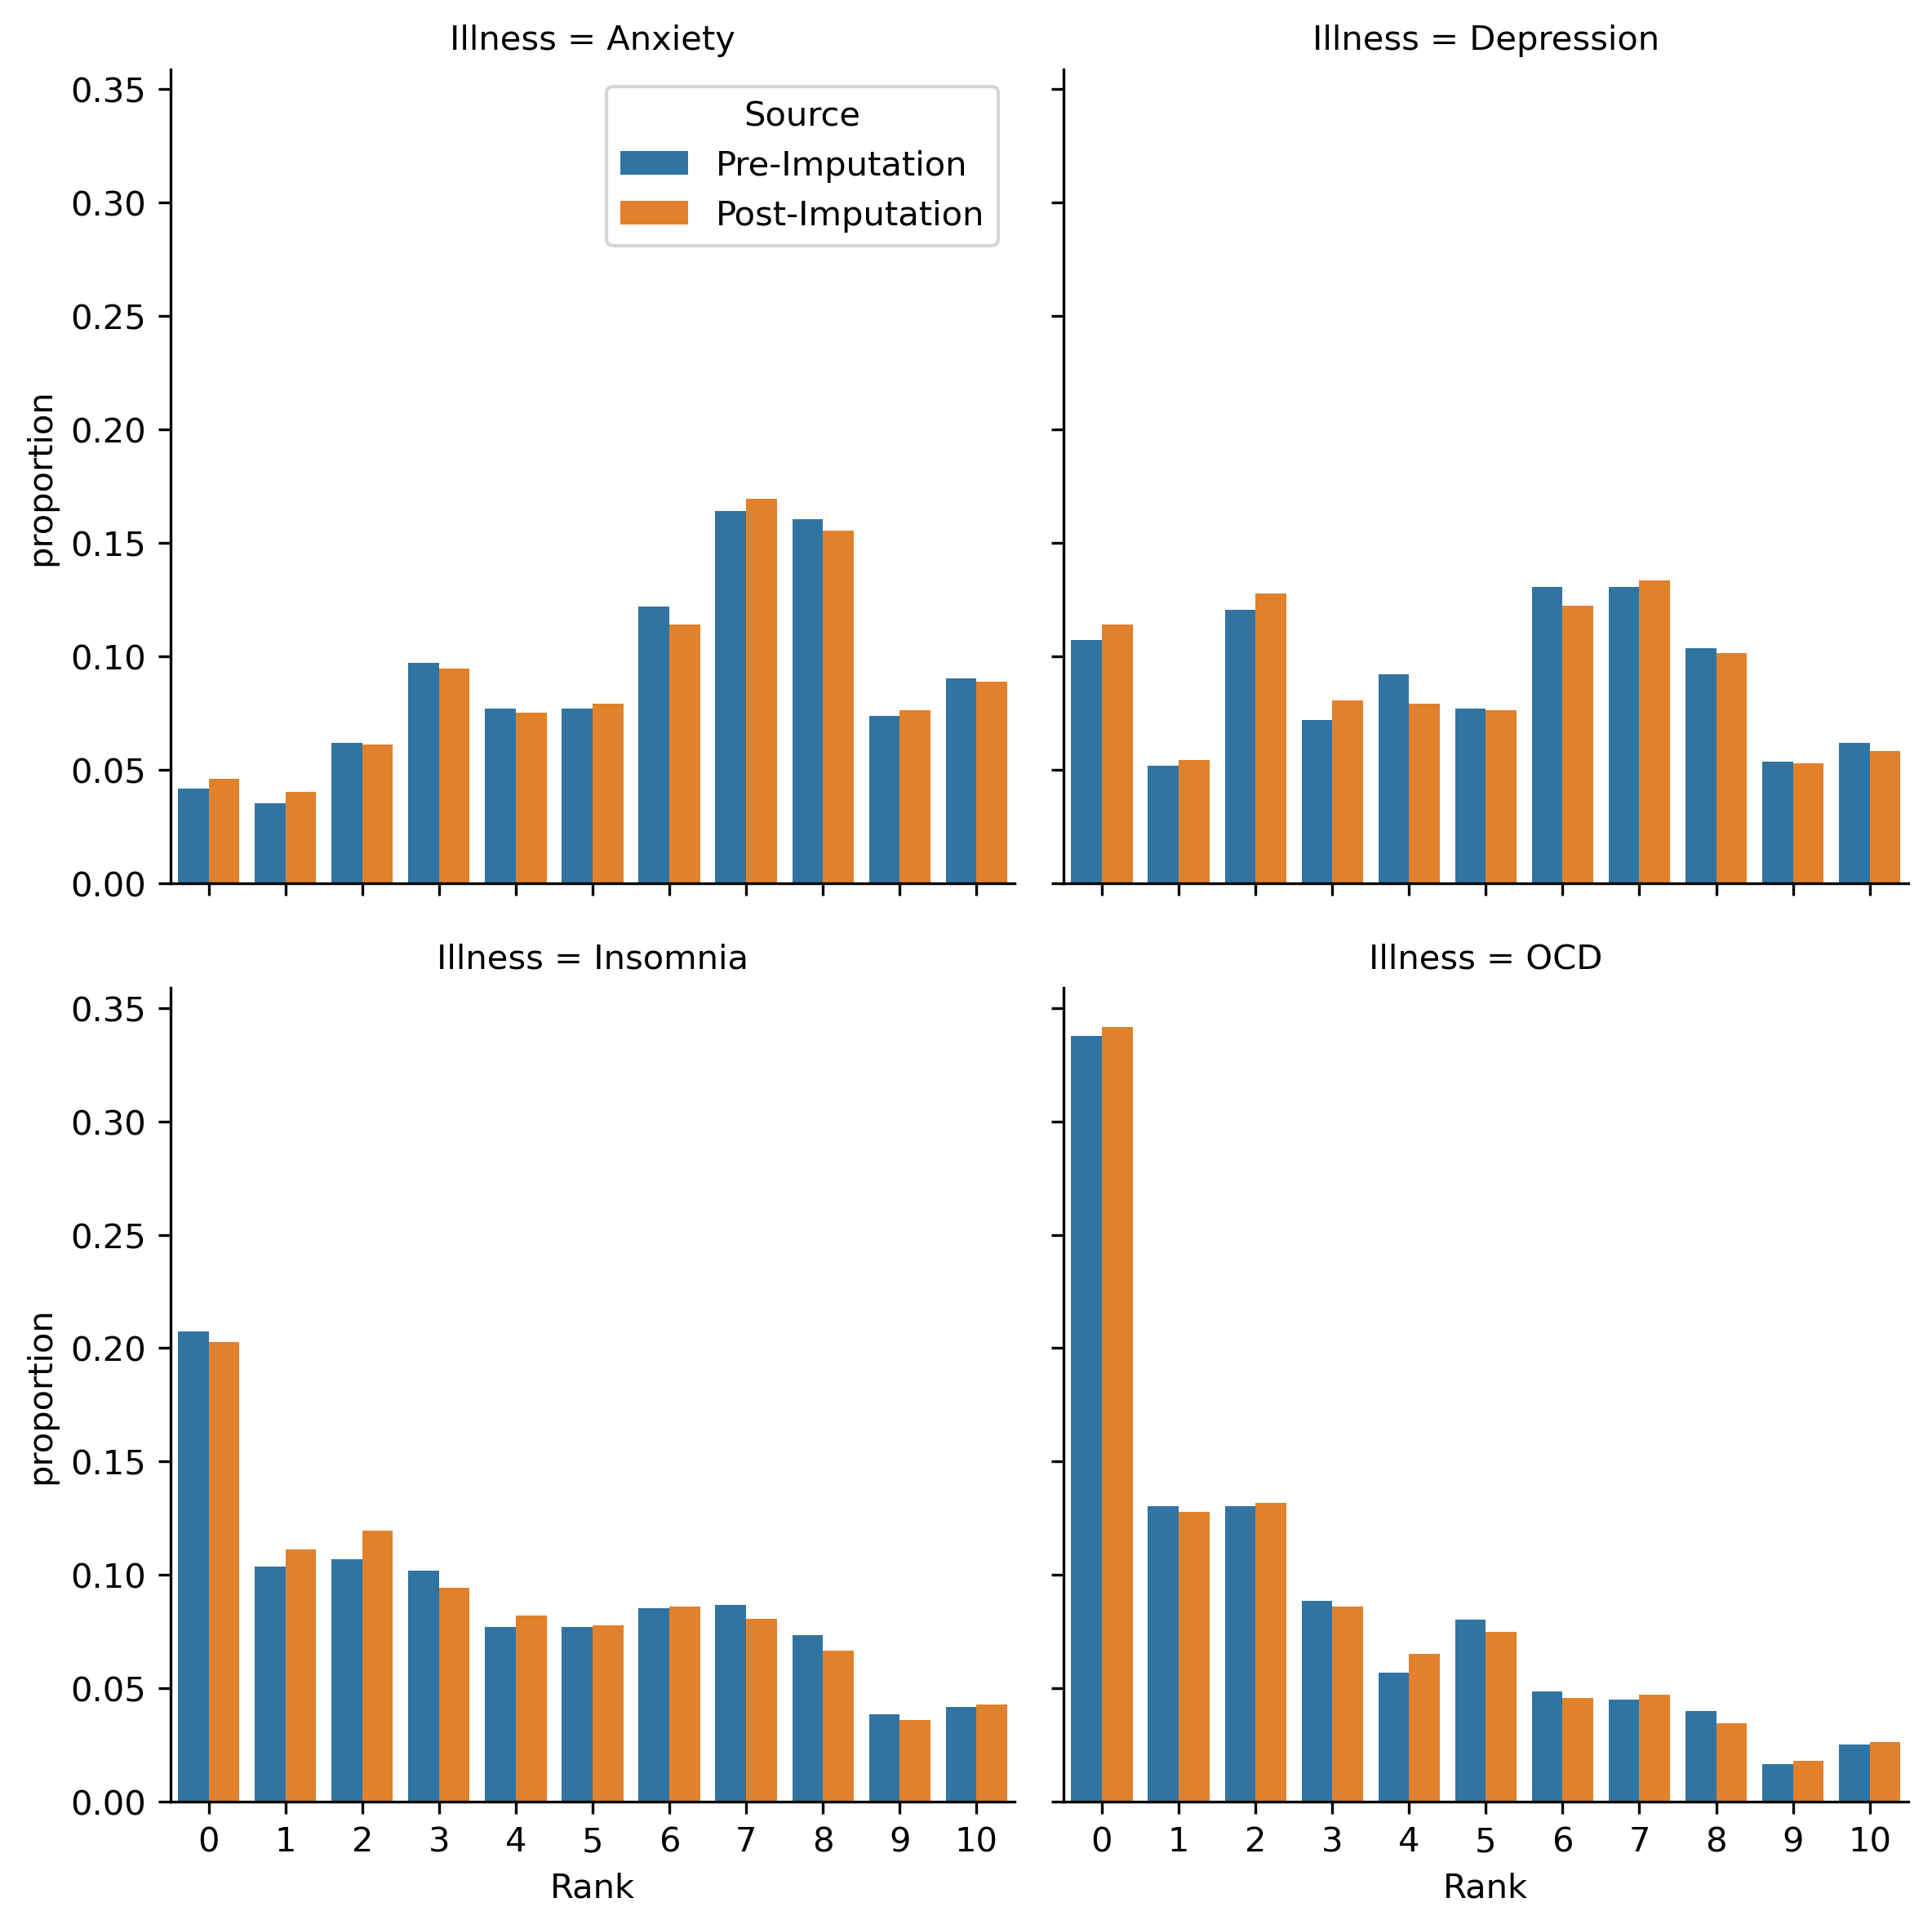 Illness = Anxiety
Illness = Depression
0.35
0.30
0.25
0.20
0.15
0.10
0.05
0.00
proportion
Source
Pre-Imputation
Post-Imputation
Illness = Insomnia
Illness = OCD
0.35
0.30
0.25
0.20
0.15
0.10
0.05
0.00
proportion
0 1 2 3 4 5 6 7 8 9 10
Rank
0 1 2 3 4 5 6 7 8 9 10
Rank